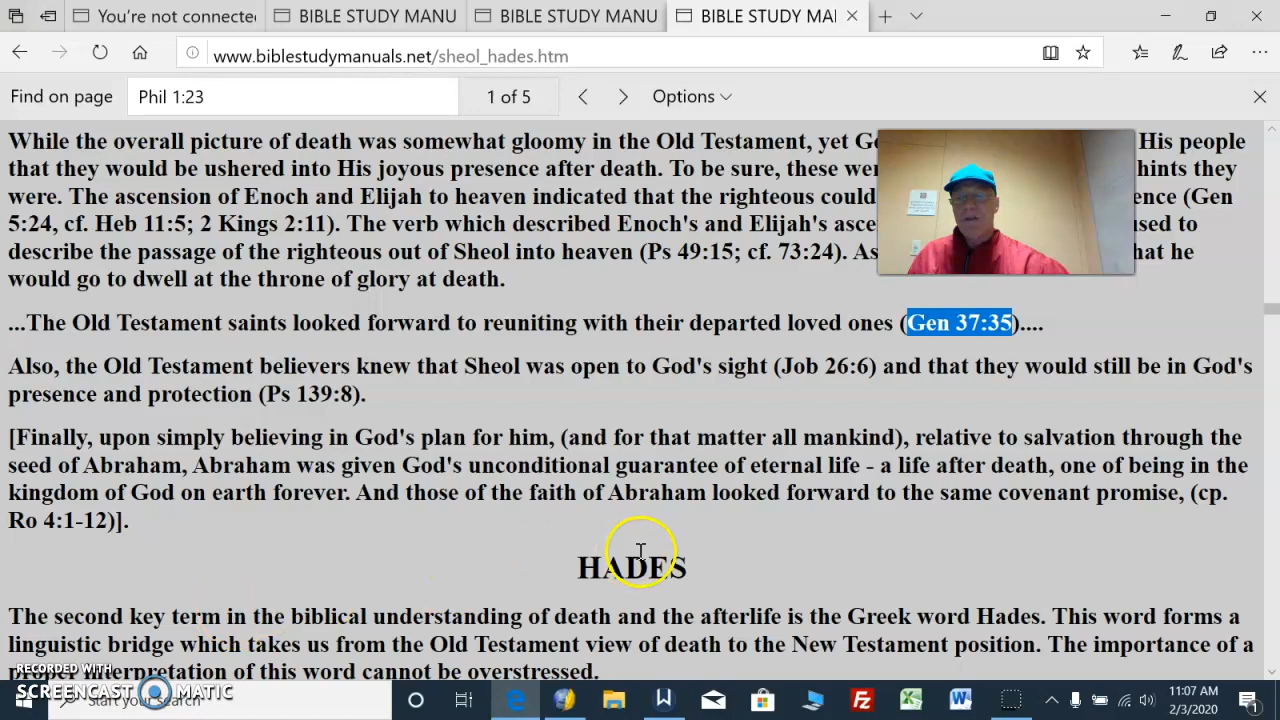 You're not connected
BIBLE STUDY MANU
BIBLE STUDY MANU
BIBLE STUDY MAI
www.biblestudymanuals.net/sheol_hades.htm
Find on page
Phil 1:23
1 of 5
Options
While the overall picture of death was somewhat gloomy in the Old Testament, yet His people
that they would be ushered into His joyous presence after death. To be sure, these hints they
were. The ascension of Enoch and Elijah to heaven indicated that the righteous (Gen
5:24, cf. Heb 11:5; 2 Kings 2:11). The verb which described Enoch's and Elijah's to
describe the passage of the righteous out of Sheol into heaven (Ps 49:15; cf. 73:24). he
would go to dwell at the throne of glory at death.
...The Old Testament saints looked forward to reuniting with their departed loved ones (Gen 37:35)....
Also, the Old Testament believers knew that Sheol was open to God's sight (Job 26:6) and that they would still be in God's
presence and protection (Ps 139:8).
[Finally, upon simply believing in God's plan for him, (and for that matter all mankind), relative to salvation through the
seed of Abraham, Abraham was given God's unconditional guarantee of eternal life - a life after death, one of being in the
kingdom of God on earth forever. And those of the faith of Abraham looked forward to the same covenant promise, (cp.
Ro 4:1-12)].
HADES
The second key term in the biblical understanding of death and the afterlife is the Greek word Hades. This word forms a
linguistic bridge which takes us from the Old Testament view of death to the New Testament position. The importance of a
proper interpretation of this word cannot be overstressed.
RECORDED WITH
SCREENCAST MATIC
Start your search
11:07 AM
2/3/2020